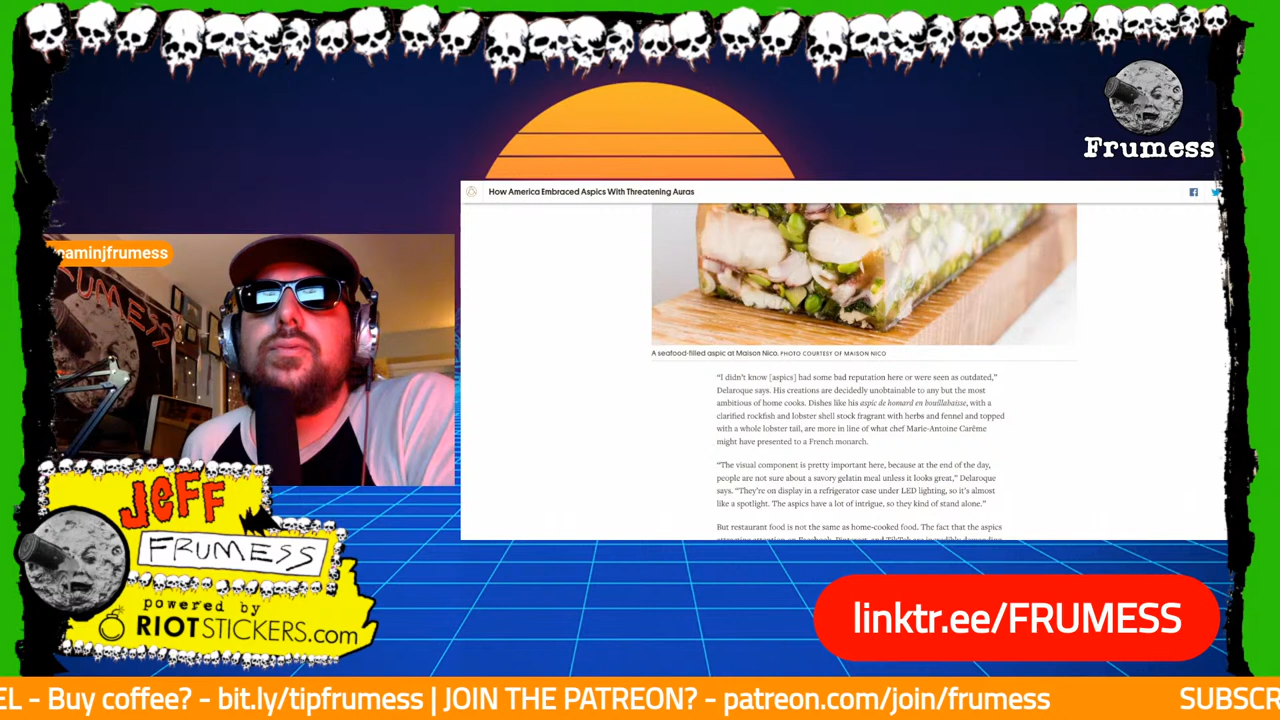 Frumess
How America Embraced Aspics With Threatening Auras
aminjfrumess
FRUMESS
A seafood-filled aspic at Maison Nico. PHOTO COURTESY OF MAISON NICO
“I didn’t know [aspics] had some bad reputation here or were seen as outdated,”
Delaroque says. His creations are decidedly unobtainable to any but the most
ambitious of home cooks. Dishes like his aspic de homard en bouillabaisse, with a
clarified rockfish and lobster shell stock fragrant with herbs and fennel and topped
with a whole lobster tail, are more in line of what chef Marie-Antoine Carême
might have presented to a French monarch.
“The visual component is pretty important here, because at the end of the day,
people are not sure about a savory gelatin meal unless it looks great,” Delaroque
says. “They’re on display in a refrigerator case under LED lighting, so it’s almost
like a spotlight. The aspics have a lot of intrigue, so they kind of stand alone.”
But restaurant food is not the same as home-cooked food. The fact that the aspics
JEFF
FRUMESS
powered by
RIOTSTICKERS.com
linktr.ee/FRUMESS
EL - Buy coffee? - bit.ly/tipfrumess | JOIN THE PATREON? - patreon.com/join/frumess SUBSCR